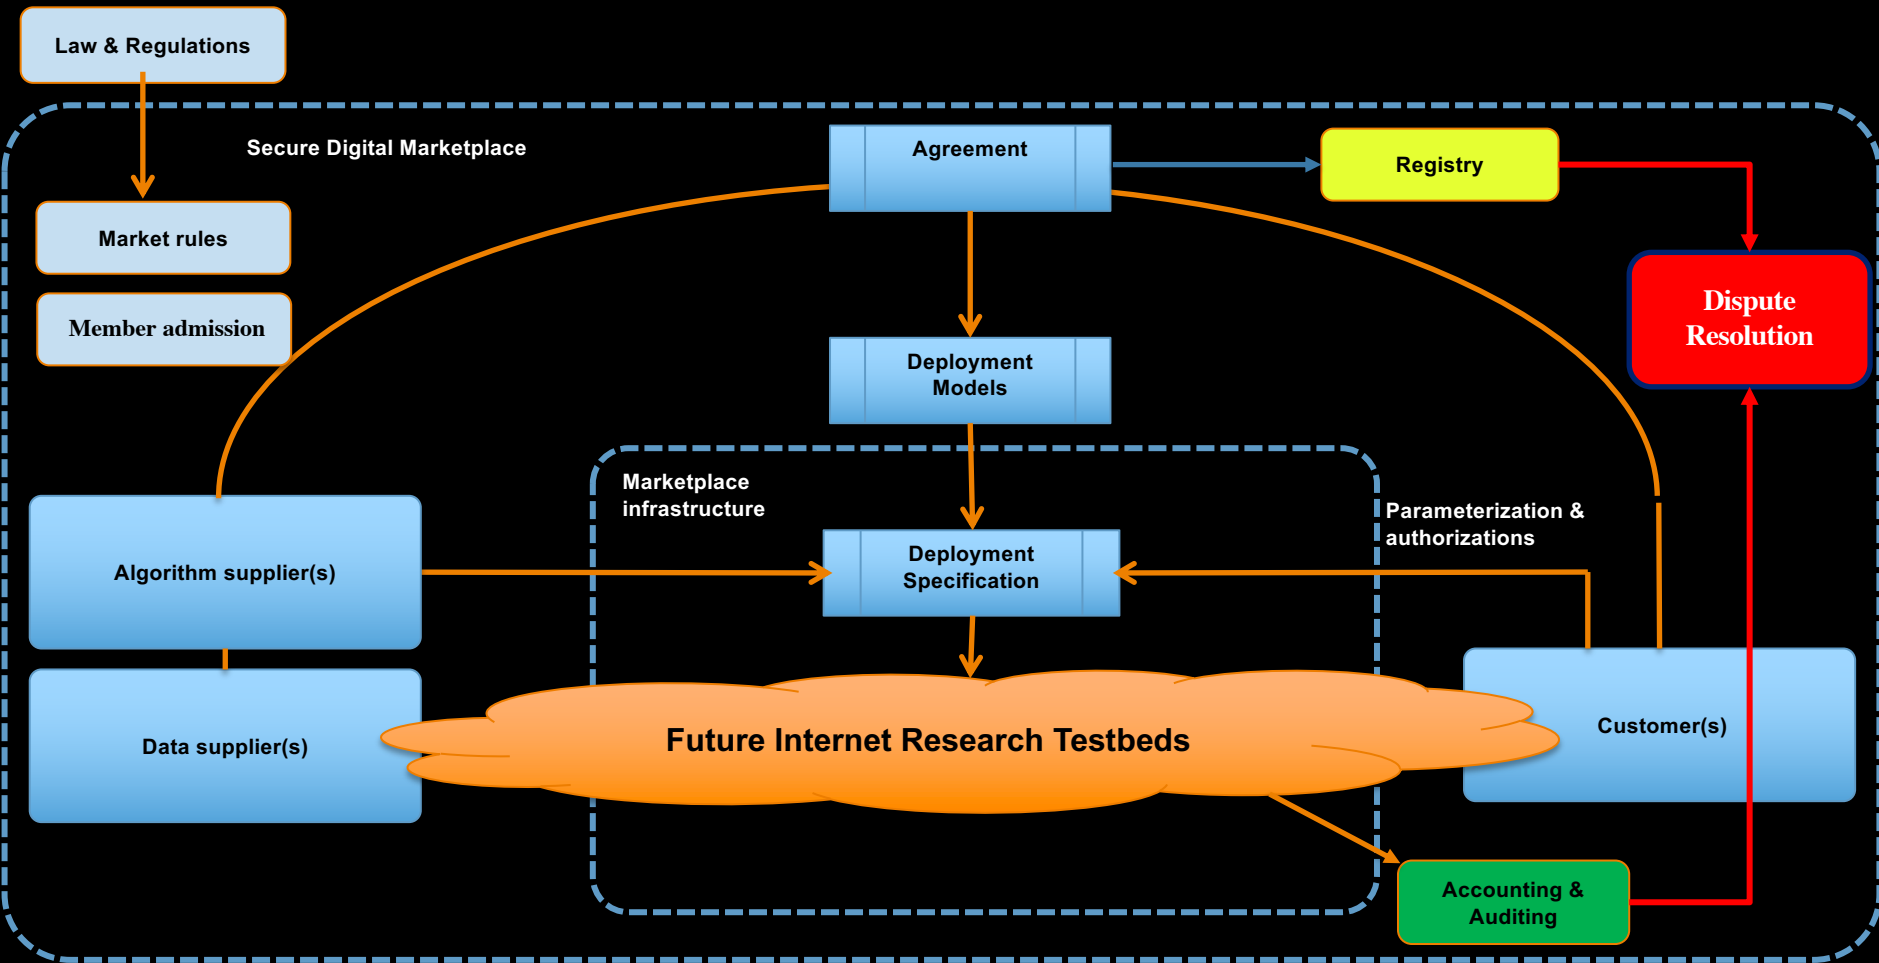 Law & Regulations
Secure Digital Marketplace
Agreement
Registry
Market rules
Member admission
Dispute
Resolution
Deployment
Models
Marketplace
infrastructure
Parameterization &
authorizations
Deployment
Specification
Algorithm supplier(s)
Data supplier(s)
Future Internet Research Testbeds
Customer(s)
Accounting &
Auditing